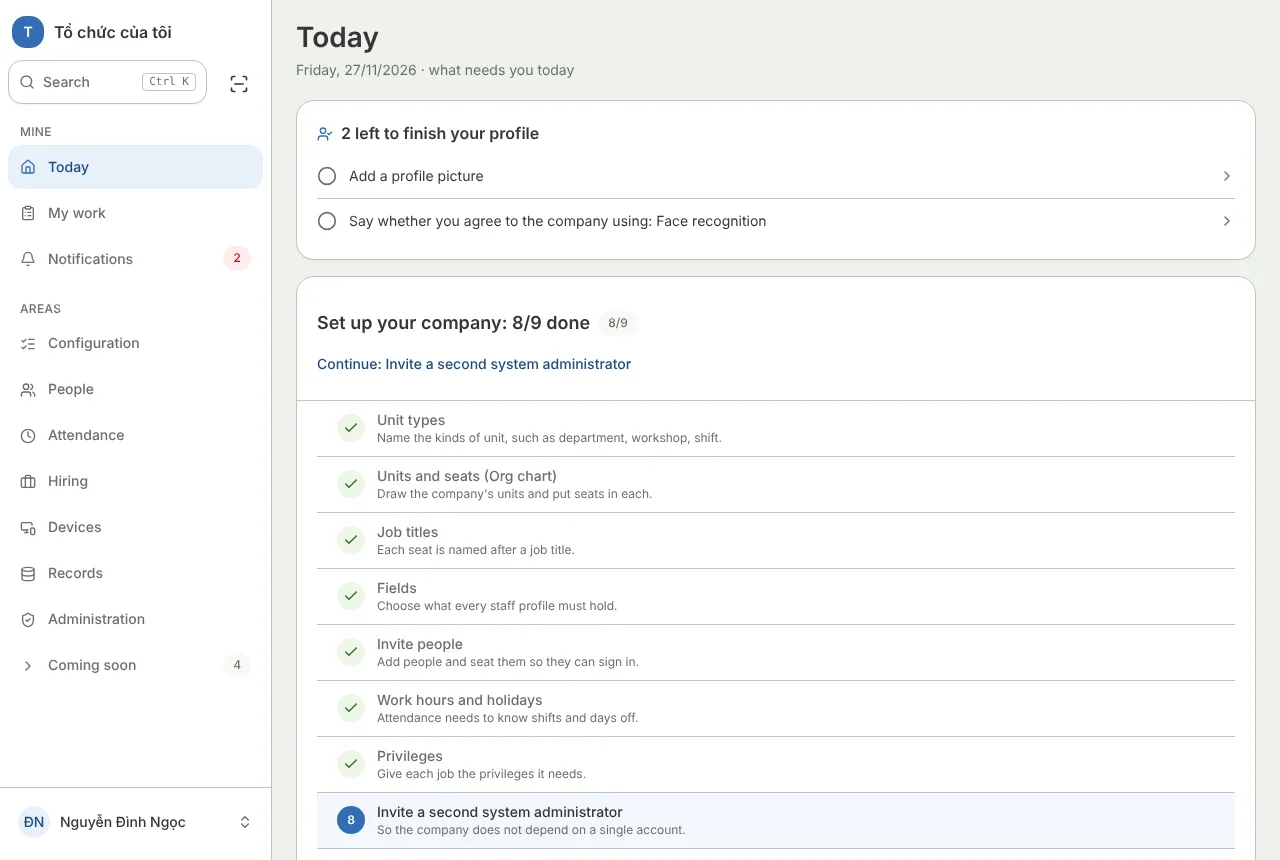 T
Tổ chức của tôi
Search
Ctrl K
MINE
Today
My work
Notifications
2
AREAS
Configuration
People
Attendance
Hiring
Devices
Records
Administration
Coming soon
4
ĐN
Nguyễn Đình Ngọc
Today
Friday, 27/11/2026 · what needs you today
2 left to finish your profile
Add a profile picture
Say whether you agree to the company using: Face recognition
Set up your company: 8/9 done
8/9
Continue: Invite a second system administrator
Unit types
Name the kinds of unit, such as department, workshop, shift.
Units and seats (Org chart)
Draw the company's units and put seats in each.
Job titles
Each seat is named after a job title.
Fields
Choose what every staff profile must hold.
Invite people
Add people and seat them so they can sign in.
Work hours and holidays
Attendance needs to know shifts and days off.
Privileges
Give each job the privileges it needs.
8
Invite a second system administrator
So the company does not depend on a single account.